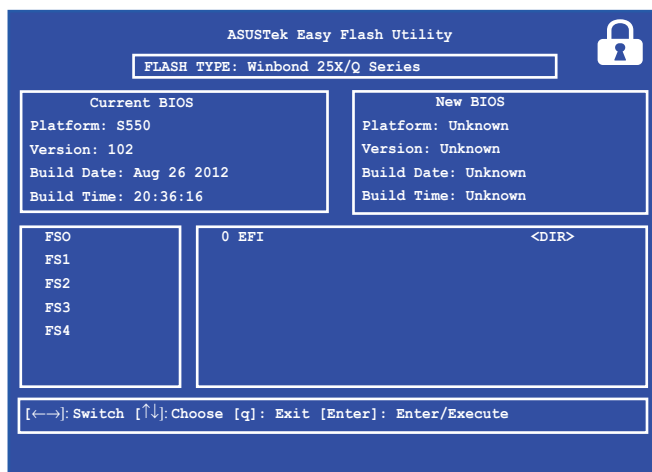 ASUSTek Easy Flash Utility
FLASH TYPE: Winbond 25X/Q Series
Current BIOS
Platform: S550
Version: 102
Build Date: Aug 26 2012
Build Time: 20:36:16
New BIOS
Platform: Unknown
Version: Unknown
Build Date: Unknown
Build Time: Unknown
FSO
FS1
FS2
FS3
FS4
0 EFI <DIR>
[←→]: Switch [↑↓]: Choose [q]: Exit [Enter]: Enter/Execute